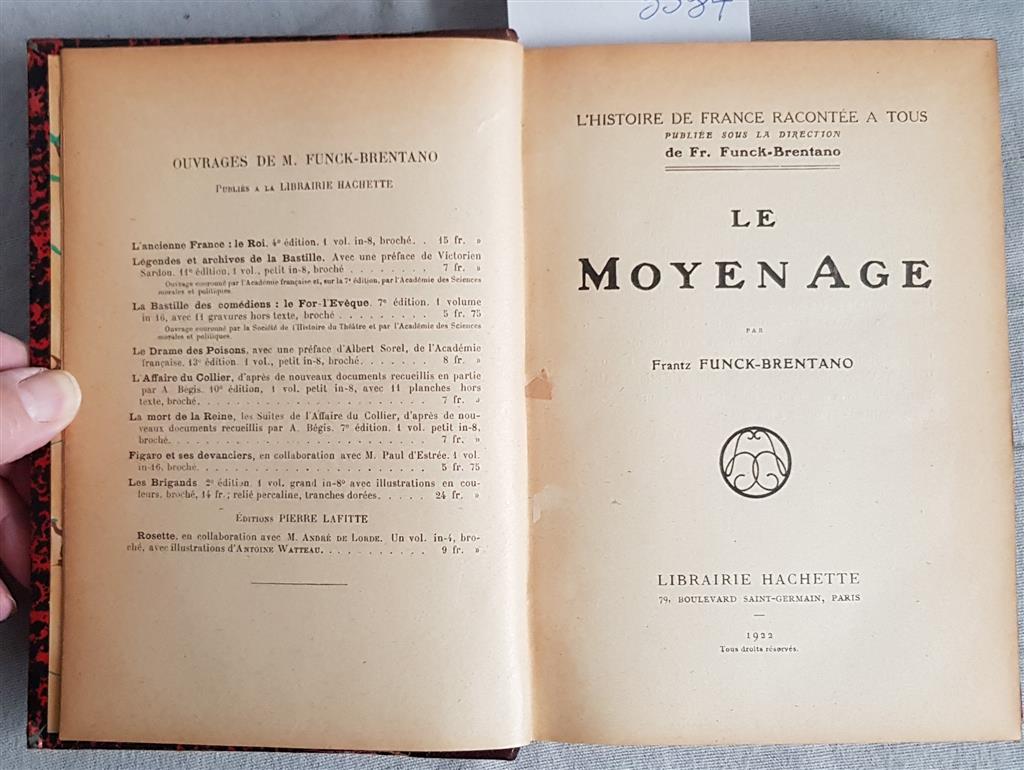 3384
OUVRAGES DE M. FUNCK-BRENTANO
PUBLIÉS A LA LIBRAIRIE HACHETTE
L'ancienne France : le Roi. 4e édition. 1 vol. in-8, broché. . 15 fr. »
Légendes et archives de la Bastille. Avec une préface de Victorien
Sardou. 11e édition, 1 vol., petit in-8, broché . . . . . . . . 7 fr. »
Ouvrage couronné par l'Académie française et, sur la 7e édition, par l'Académie des Sciences
morales et politiques.
La Bastille des comédiens : le For-l'Evêque. 7e édition. 1 volume
in 16, avec 11 gravures hors texte, broché . . . . . . . . . 5 fr. 75
Ouvrage couronné par la Société de l'Histoire du Théâtre et par l'Académie des Sciences
morales et politiques.
Le Drame des Poisons, avec une préface d'Albert Sorel, de l'Académie
française. 13e édition. 1 vol., petit in-8, broché. . . . . . . 8 fr. »
L'Affaire du Collier, d'après de nouveaux documents recueillis en partie
par A. Bégis. 10e édition, 1 vol. petit in-8, avec 11 planches hors
texte, broché. . . . . . . . . . . . . . . . . . . 7 fr. »
La mort de la Reine, les Suites de l'Affaire du Collier, d'après de nou-
veaux documents recueillis par A. Bégis. 7e édition. 1 vol. petit in-8,
broché. . . . . . . . . . . . . . . . . . . . . 7 fr. »
Figaro et ses devanciers, en collaboration avec M. Paul d'Estrée. 1 vol.
in-16, broché. . . . . . . . . . . . . . . . . . 5 fr. 75
Les Brigands 2e édition. 1 vol. grand in-8o avec illustrations en cou-
leurs, broché, 14 fr.; relié percaline, tranches dorées. . . . . 24 fr. »
ÉDITIONS PIERRE LAFITTE
Rosette, en collaboration avec M. ANDRÉ DE LORDE. Un vol. in-4, bro-
ché, avec illustrations d'ANTOINE WATTEAU. . . . . . . . . . . 9 fr. »
L'HISTOIRE DE FRANCE RACONTÉE A TOUS
PUBLIÉE SOUS LA DIRECTION
de Fr. Funck-Brentano
LE
MOYEN AGE
PAR
Frantz FUNCK-BRENTANO
LIBRAIRIE HACHETTE
79, BOULEVARD SAINT-GERMAIN, PARIS
1922
Tous droits réservés.